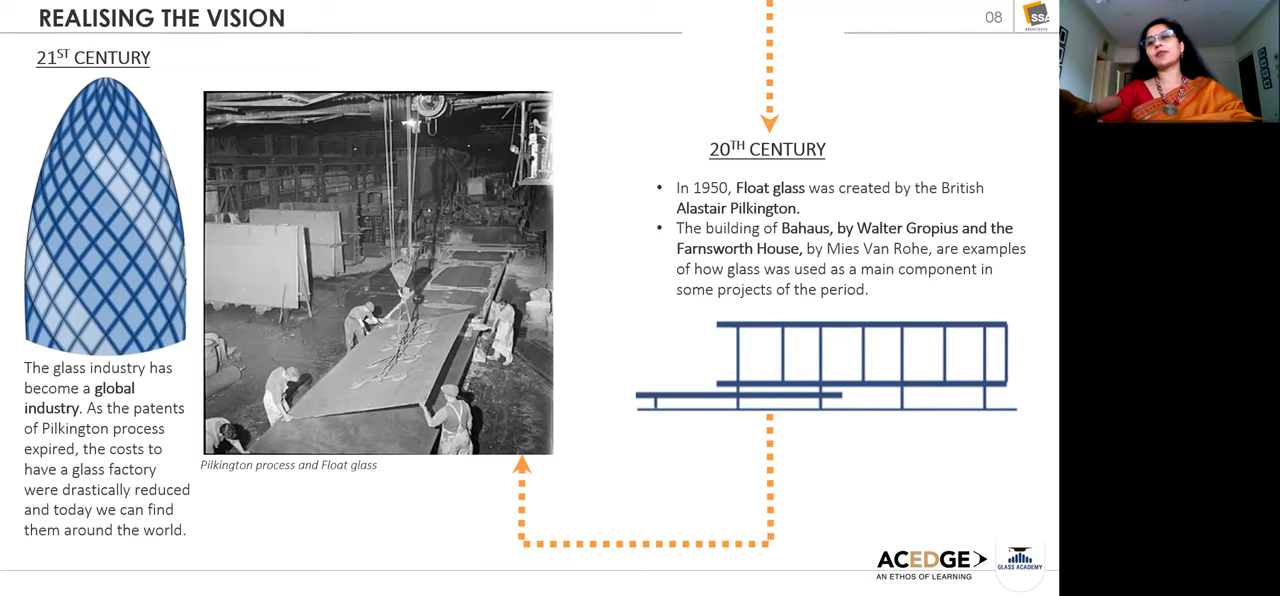 REALISING THE VISION
08
SSA
ARCHITECTS
21ST CENTURY
The glass industry has
become a global
industry. As the patents
of Pilkington process
expired, the costs to
have a glass factory
were drastically reduced
and today we can find
them around the world.
Pilkington process and Float glass
20TH CENTURY
• In 1950, Float glass was created by the British
Alastair Pilkington.
• The building of Bahaus, by Walter Gropius and the
Farnsworth House, by Mies Van Rohe, are examples
of how glass was used as a main component in
some projects of the period.
ACEDGE
AN ETHOS OF LEARNING
GLASS ACADEMY